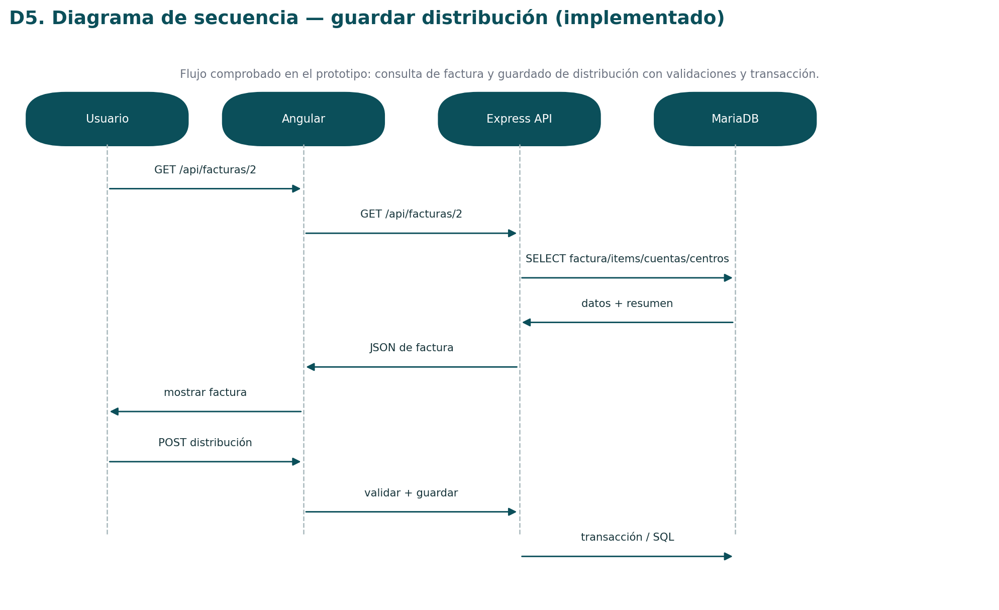 D5. Diagrama de secuencia — guardar distribución (implementado)
Flujo comprobado en el prototipo: consulta de factura y guardado de distribución con validaciones y transacción.
Usuario
Angular
Express API
MariaDB
GET /api/facturas/2
GET /api/facturas/2
SELECT factura/items/cuentas/centros
datos + resumen
JSON de factura
mostrar factura
POST distribución
validar + guardar
transacción / SQL